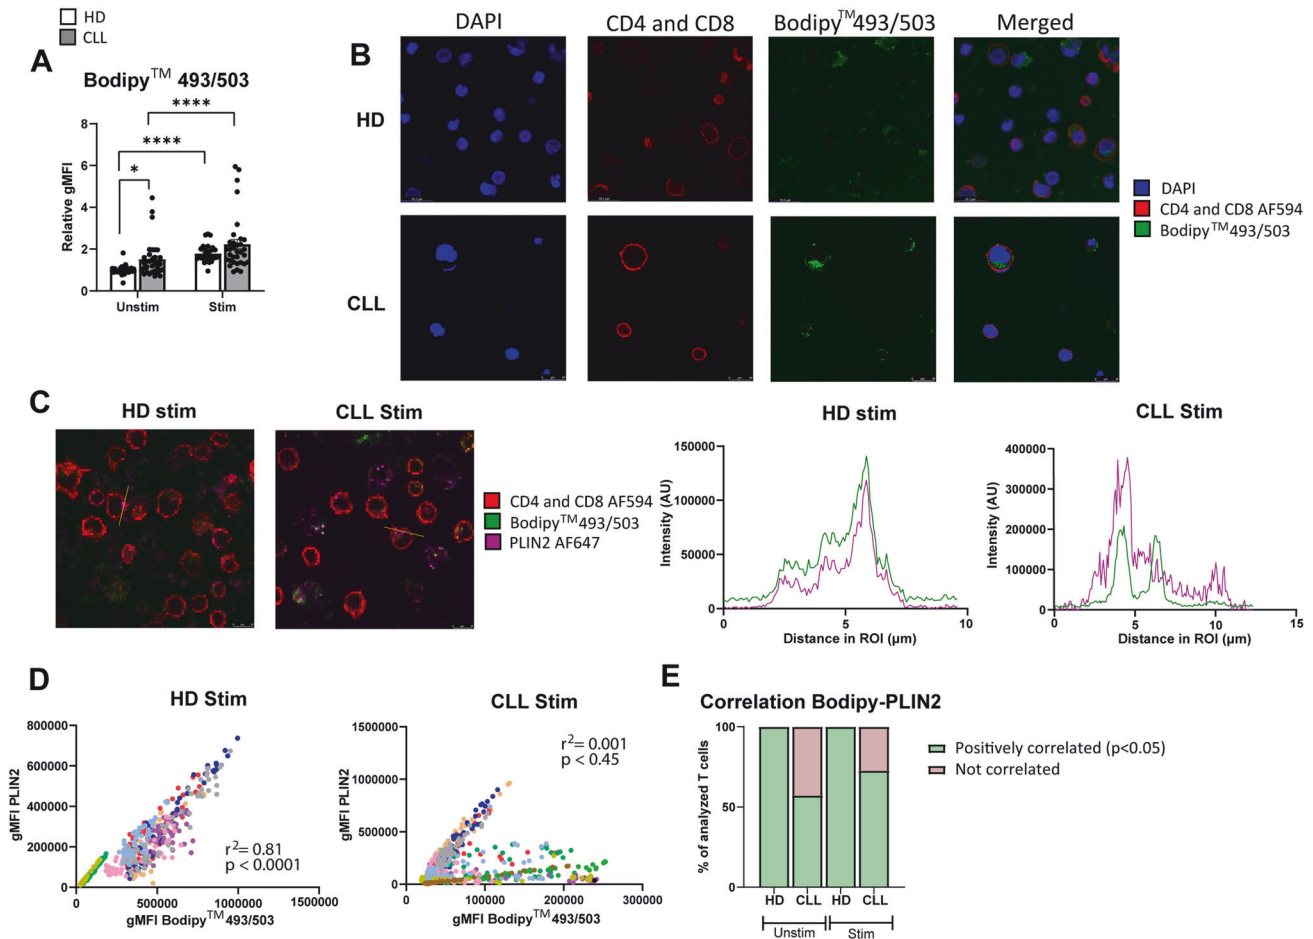 HD
CLL
A
Bodipy™ 493/503
****
****
*
Relative gMFI
8
6
4
2
0
Unstim
Stim
B
DAPI
CD4 and CD8
Bodipy™493/503
Merged
HD
CLL
DAPI
CD4 and CD8 AF594
Bodipy™493/503
C
HD stim
CLL Stim
CD4 and CD8 AF594
Bodipy™493/503
PLIN2 AF647
HD stim
150000
100000
50000
0
Intensity (AU)
0
5
10
Distance in ROI (µm)
CLL Stim
400000
300000
200000
100000
0
Intensity (AU)
0
5
10
15
Distance in ROI (µm)
D
HD Stim
800000
600000
400000
200000
0
gMFI PLIN2
r²= 0.81
p < 0.0001
0
500000
1000000
1500000
gMFI Bodipy™493/503
CLL Stim
1500000
1000000
500000
0
gMFI PLIN2
r²= 0.001
p < 0.45
0
100000
200000
300000
gMFI Bodipy™493/503
E
Correlation Bodipy-PLIN2
100
50
0
% of analyzed T cells
HD CLL HD CLL
Unstim Stim
Positively correlated (p<0.05)
Not correlated